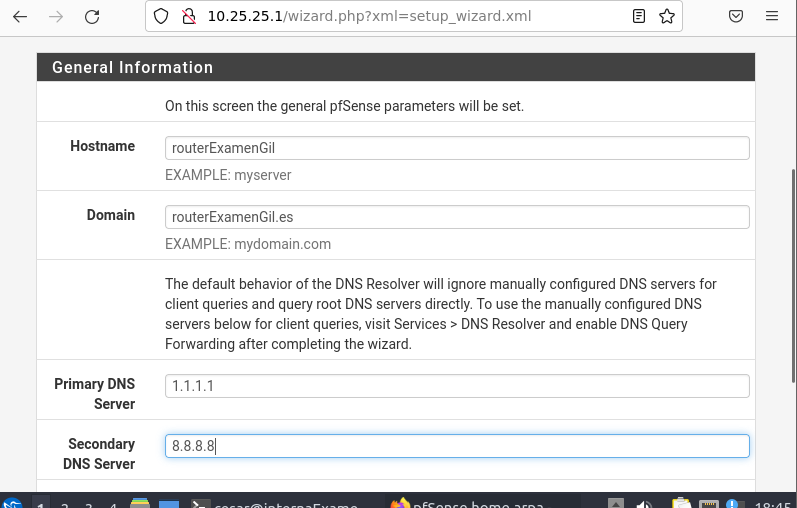 10.25.25.1/wizard.php?xml=setup_wizard.xml
General Information
On this screen the general pfSense parameters will be set.
Hostname
routerExamenGil
EXAMPLE: myserver
Domain
routerExamenGil.es
EXAMPLE: mydomain.com
The default behavior of the DNS Resolver will ignore manually configured DNS servers for
client queries and query root DNS servers directly. To use the manually configured DNS
servers below for client queries, visit Services > DNS Resolver and enable DNS Query
Forwarding after completing the wizard.
Primary DNS
Server
1.1.1.1
Secondary
DNS Server
8.8.8.8
1 2 3 4 cesar@internaExame... pfSense.home.arpa 18:45